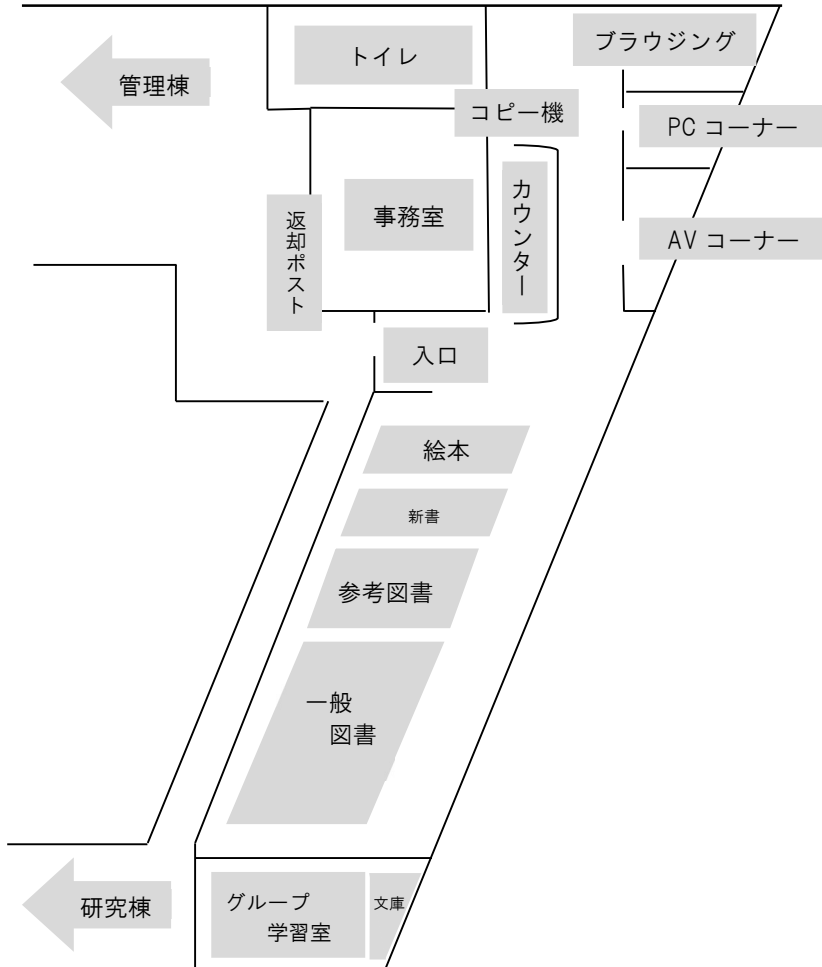 トイレ
ブラウジング
管理棟
コピー機
PC コーナー
カウンター
事務室
返却ポスト
AV コーナー
入口
絵本
新書
参考図書
一般
図書
研究棟
グループ
学習室
文庫